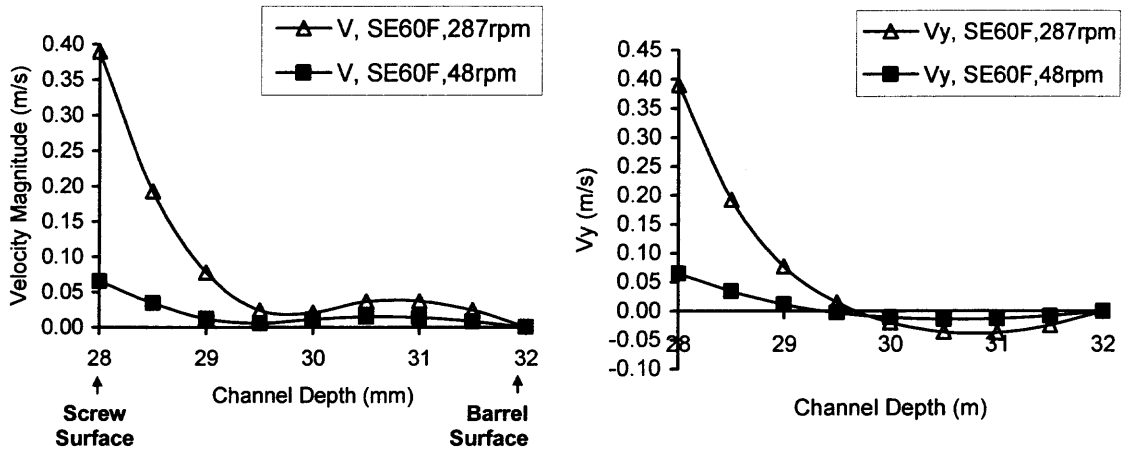 V, SE60F,287rpm
V, SE60F,48rpm
Velocity Magnitude (m/s)
0.40
0.35
0.30
0.25
0.20
0.15
0.10
0.05
0.00
28
29
30
31
32
Channel Depth (mm)
Screw
Surface
Barrel
Surface
Vy, SE60F,287rpm
Vy, SE60F,48rpm
Vy (m/s)
0.45
0.40
0.35
0.30
0.25
0.20
0.15
0.10
0.05
0.00
-0.05
-0.10
28
29
30
31
32
Channel Depth (m)